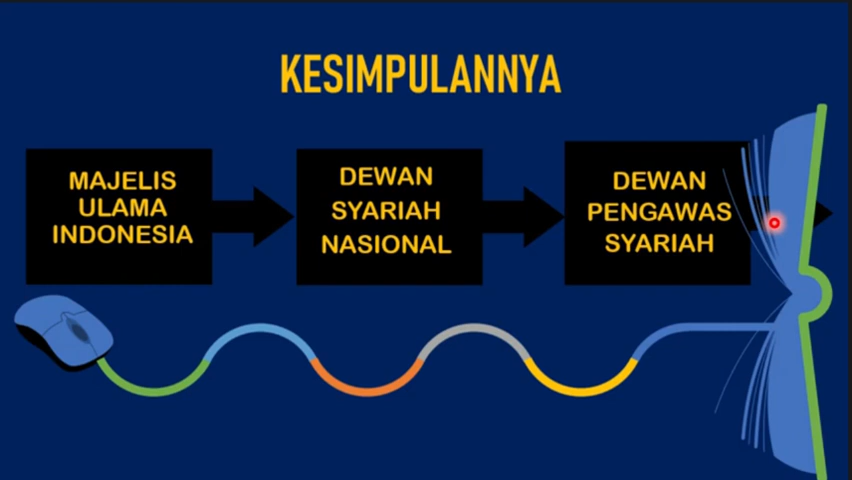 KESIMPULANNYA
MAJELIS
ULAMA
INDONESIA
DEWAN
SYARIAH
NASIONAL
DEWAN
PENGAWAS
SYARIAH